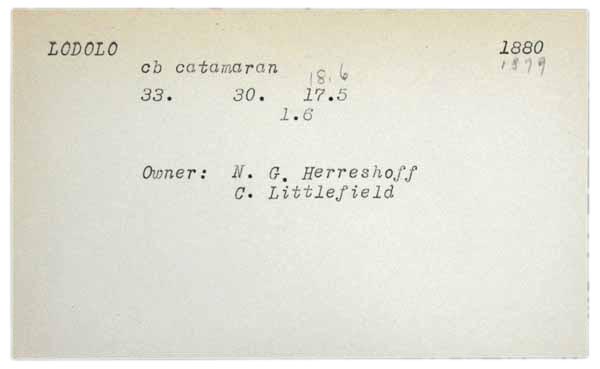 LODOLO 1880
cb catamaran 18.6 1879
33. 30. 17.5
1.6
Owner: N. G. Herreshoff
C. Littlefield